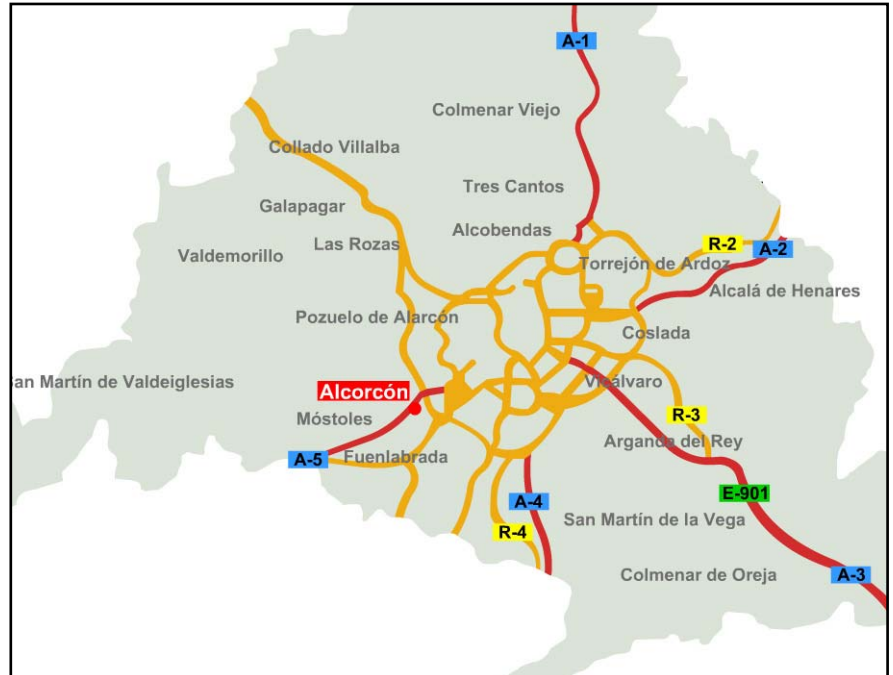 A-1
Colmenar Viejo
Collado Villalba
Tres Cantos
Galapagar
Alcobendas
Las Rozas
R-2
A-2
Valdemorillo
Torrejón de Ardoz
Alcalá de Henares
Pozuelo de Alarcón
Coslada
San Martín de Valdeiglesias
Vicálvaro
Alcorcón
R-3
Móstoles
Arganda del Rey
A-5
Fuenlabrada
E-901
A-4
San Martín de la Vega
R-4
Colmenar de Oreja
A-3